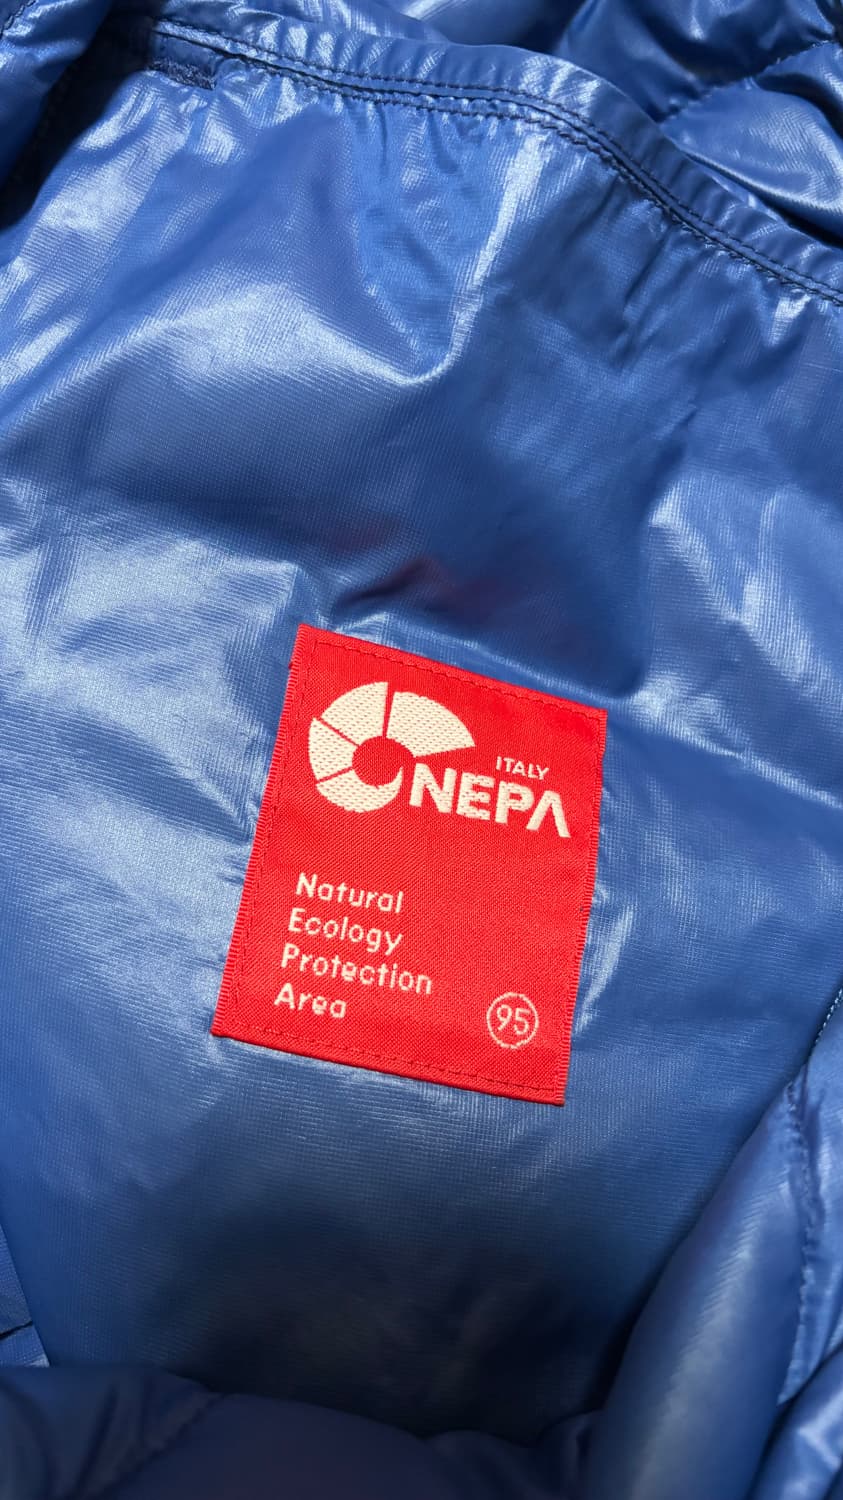 ITALY
NEPA
Natural
Ecology
Protection
Area
95